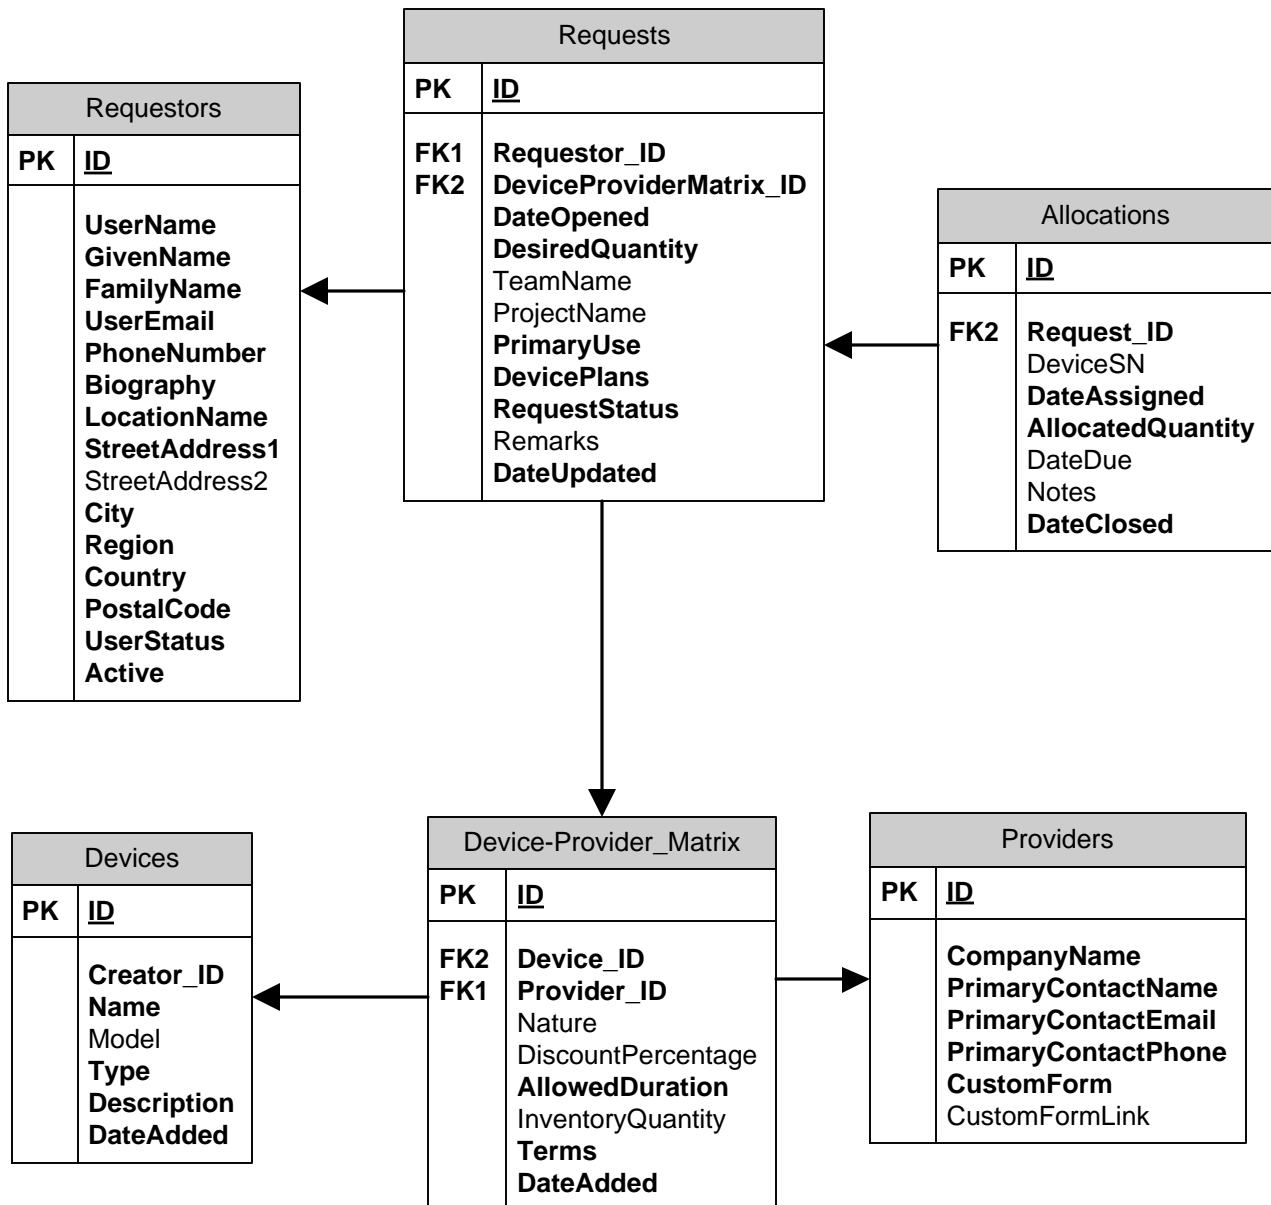 Requests
PK ID
FK1 Requestor_ID
FK2 DeviceProviderMatrix_ID
DateOpened
DesiredQuantity
TeamName
ProjectName
PrimaryUse
DevicePlans
RequestStatus
Remarks
DateUpdated
Requestors
PK ID
UserName
GivenName
FamilyName
UserEmail
PhoneNumber
Biography
LocationName
StreetAddress1
StreetAddress2
City
Region
Country
PostalCode
UserStatus
Active
Allocations
PK ID
FK2 Request_ID
DeviceSN
DateAssigned
AllocatedQuantity
DateDue
Notes
DateClosed
Devices
PK ID
Creator_ID
Name
Model
Type
Description
DateAdded
Device-Provider_Matrix
PK ID
FK2 Device_ID
FK1 Provider_ID
Nature
DiscountPercentage
AllowedDuration
InventoryQuantity
Terms
DateAdded
Providers
PK ID
CompanyName
PrimaryContactName
PrimaryContactEmail
PrimaryContactPhone
CustomForm
CustomFormLink